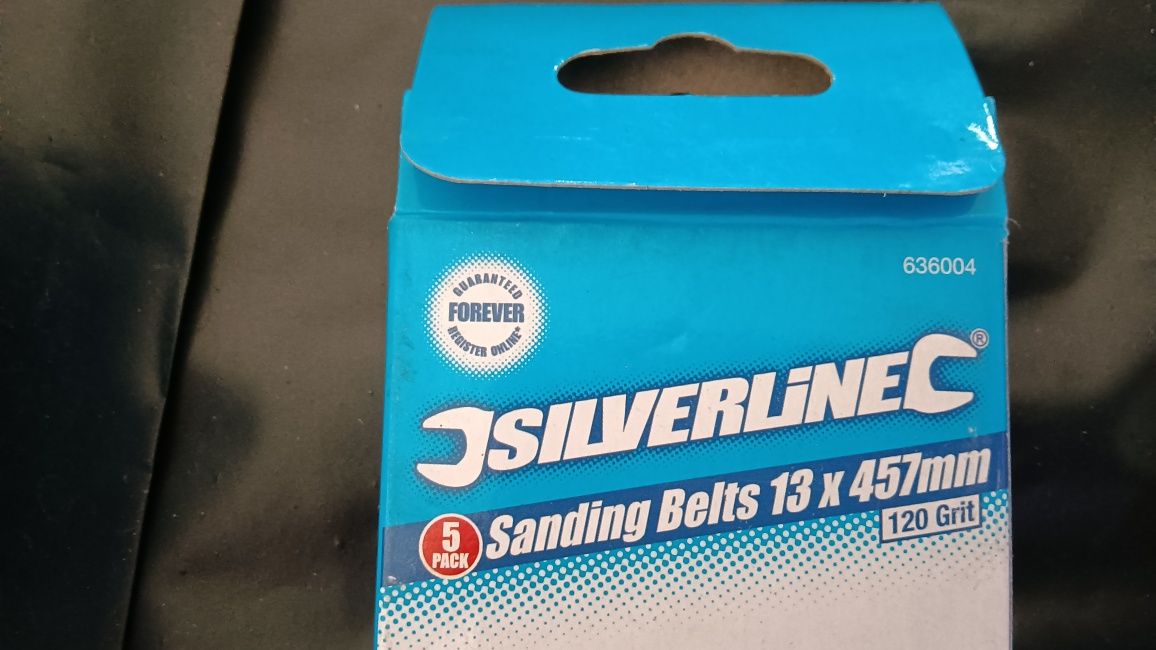 636004
GUARANTEED
FOREVER
REGISTER ONLINE*
SILVERLiNE®
5
PACK
Sanding Belts 13 x 457mm
120 Grit